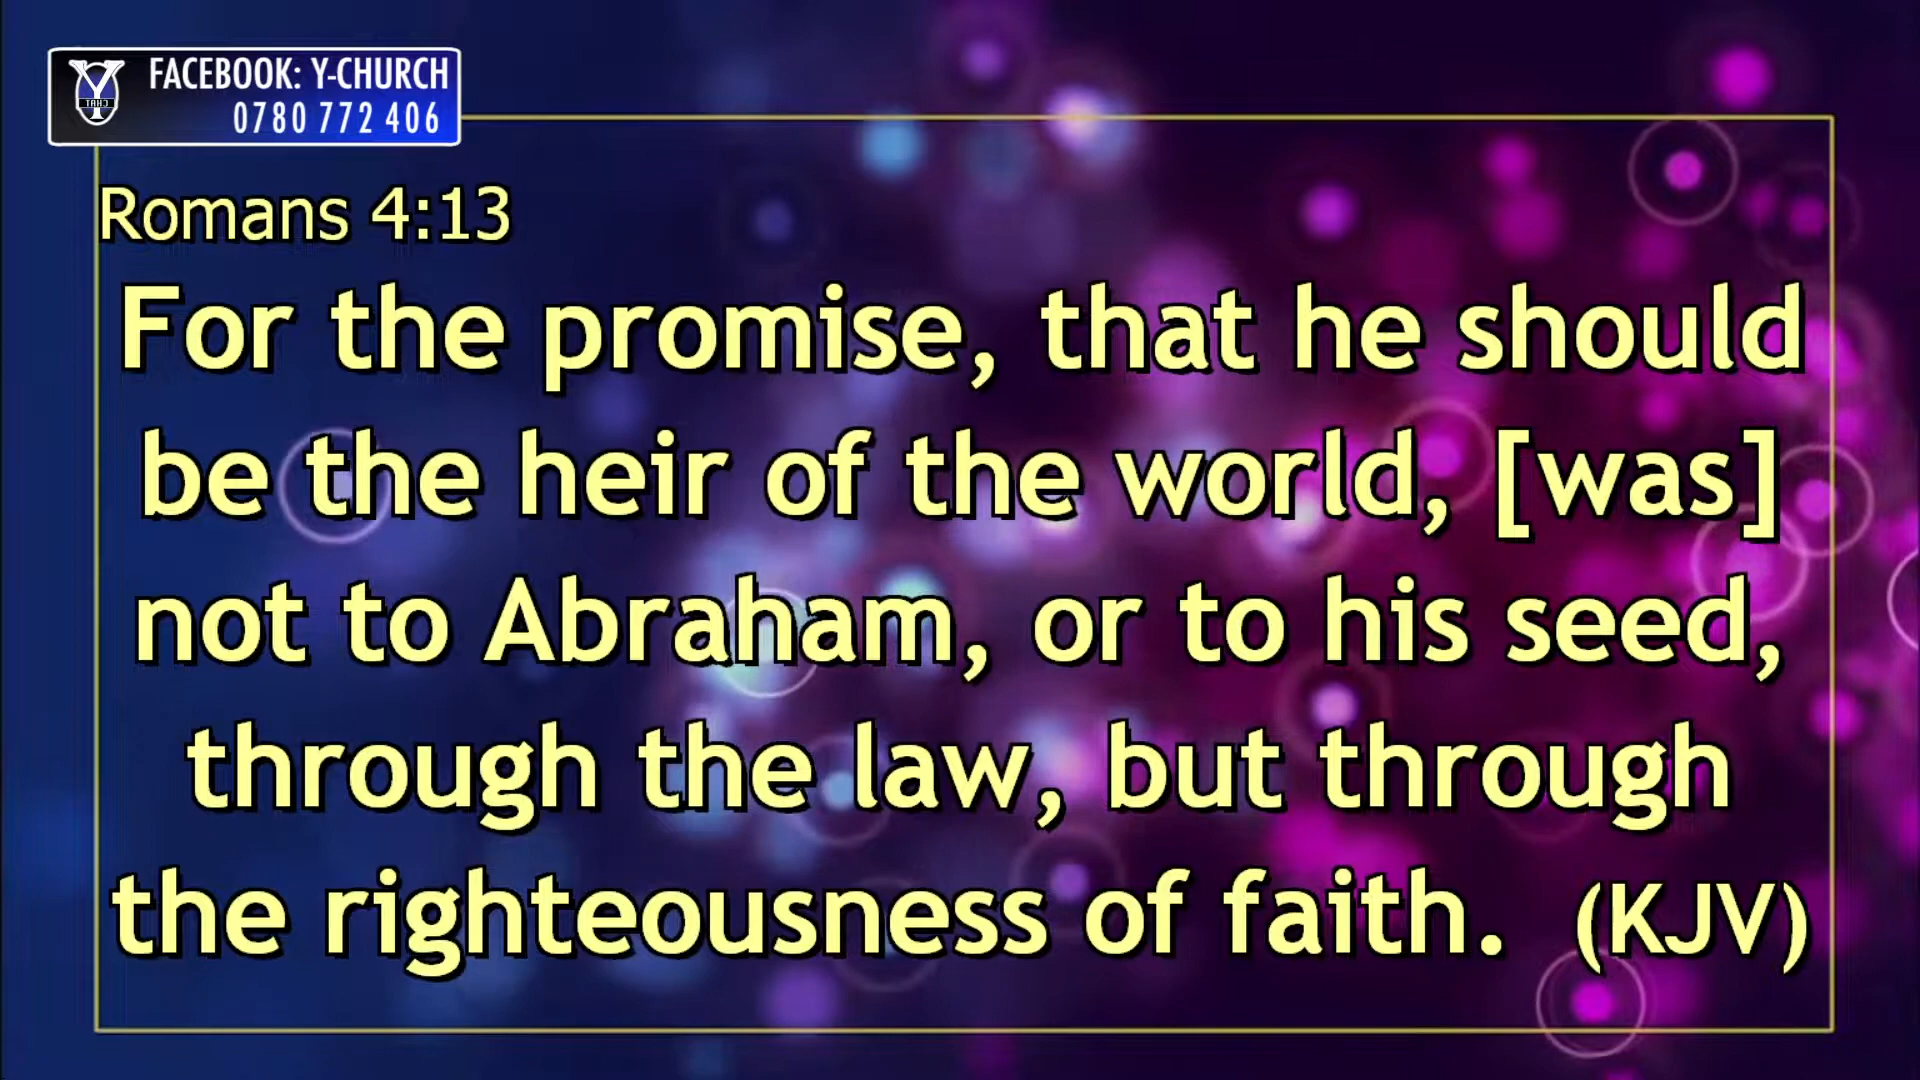 FACEBOOK: Y-CHURCH
0780 772 406
Romans 4:13
For the promise, that he should
be the heir of the world, [was]
not to Abraham, or to his seed,
through the law, but through
the righteousness of faith. (KJV)